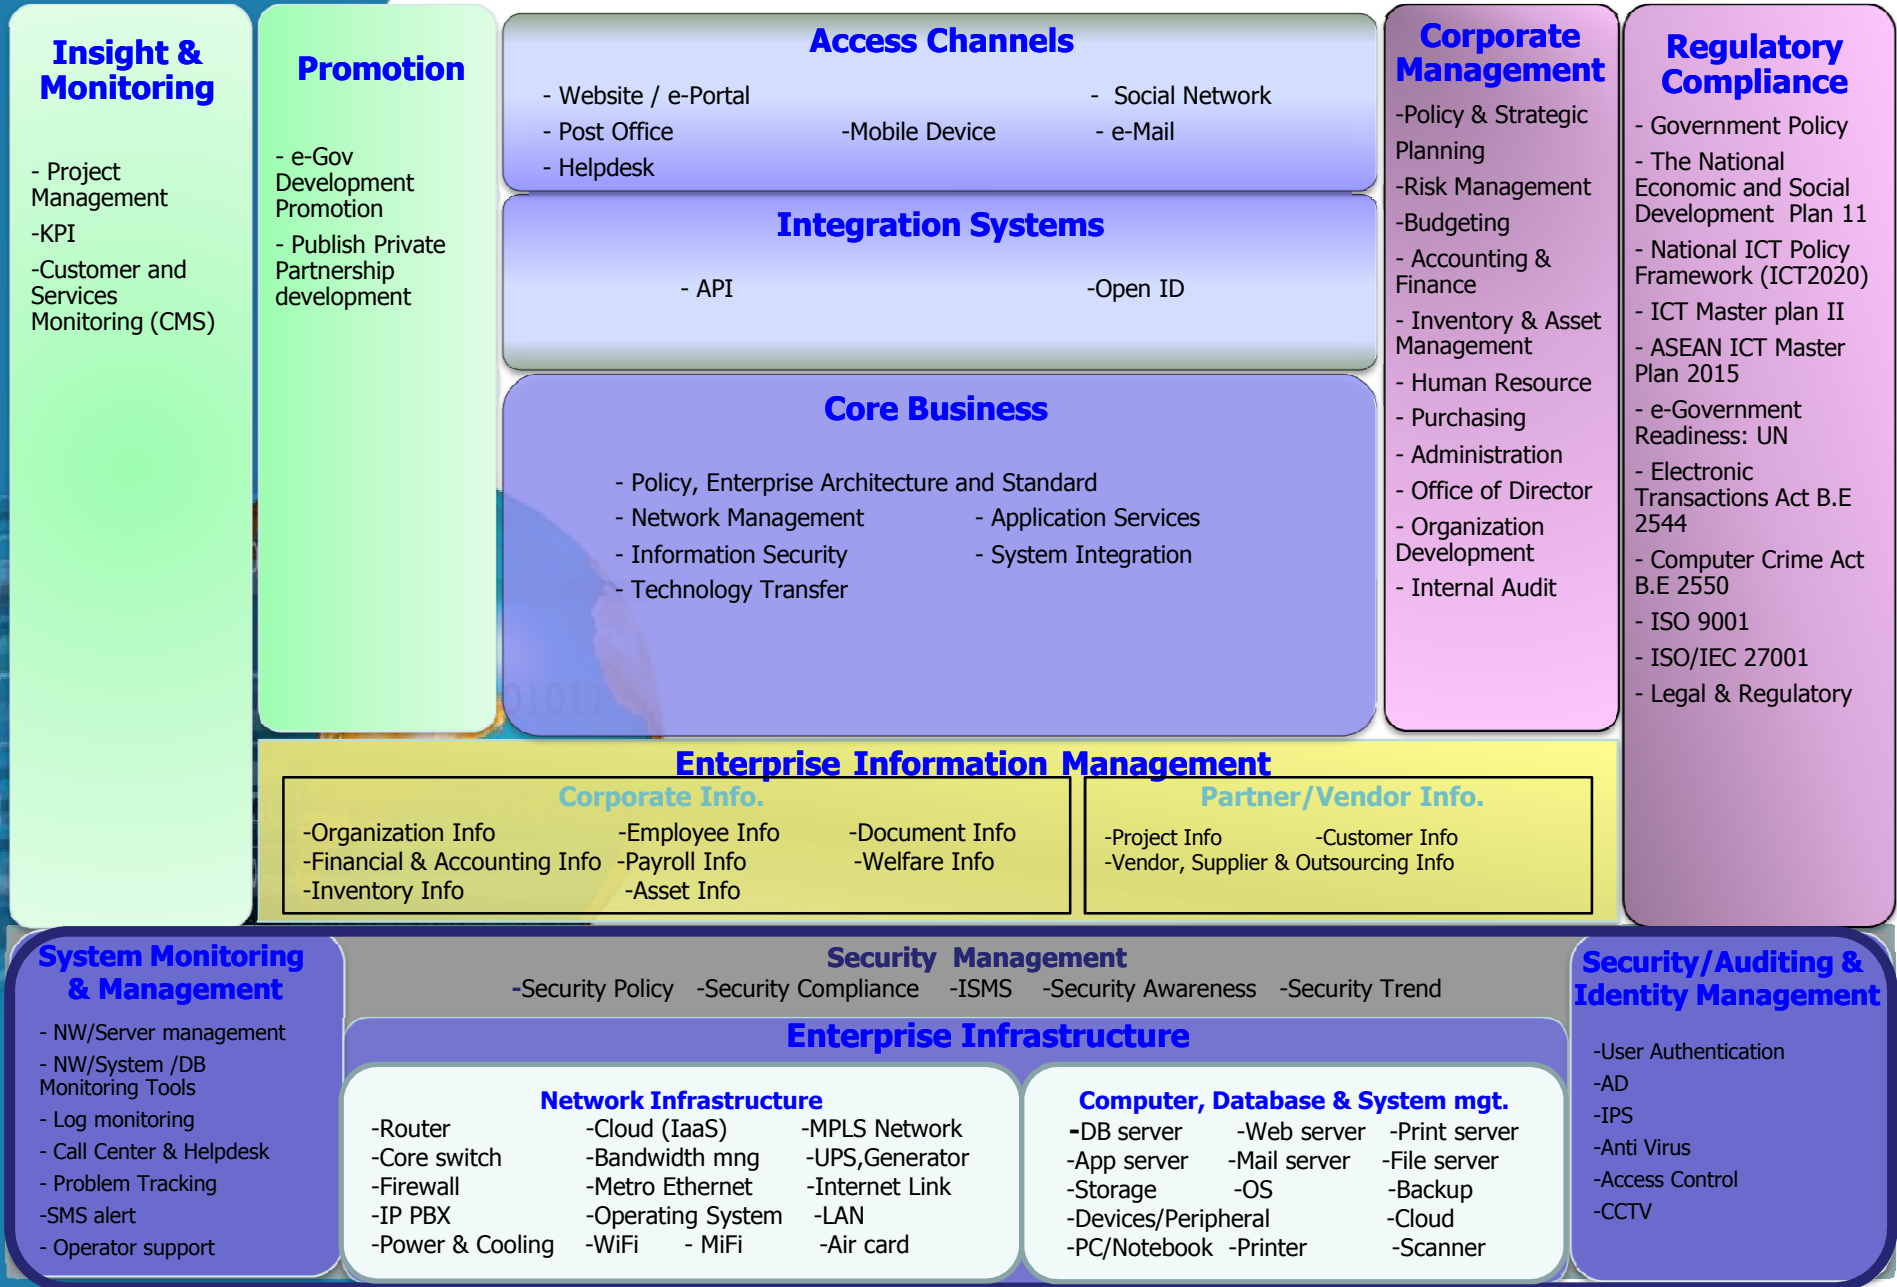 Insight &
Monitoring
- Project
Management
-KPI
-Customer and
Services
Monitoring (CMS)
Promotion
- e-Gov
Development
Promotion
- Publish Private
Partnership
development
Access Channels
- Website / e-Portal - Social Network
- Post Office -Mobile Device - e-Mail
- Helpdesk
Integration Systems
- API -Open ID
Core Business
- Policy, Enterprise Architecture and Standard
- Network Management - Application Services
- Information Security - System Integration
- Technology Transfer
01011
Corporate
Management
-Policy & Strategic
Planning
-Risk Management
-Budgeting
- Accounting &
Finance
- Inventory & Asset
Management
- Human Resource
- Purchasing
- Administration
- Office of Director
- Organization
Development
- Internal Audit
Regulatory
Compliance
- Government Policy
- The National
Economic and Social
Development Plan 11
- National ICT Policy
Framework (ICT2020)
- ICT Master plan II
- ASEAN ICT Master
Plan 2015
- e-Government
Readiness: UN
- Electronic
Transactions Act B.E
2544
- Computer Crime Act
B.E 2550
- ISO 9001
- ISO/IEC 27001
- Legal & Regulatory
Enterprise Information Management
Corporate Info.
-Organization Info -Employee Info -Document Info
-Financial & Accounting Info -Payroll Info -Welfare Info
-Inventory Info -Asset Info
Partner/Vendor Info.
-Project Info -Customer Info
-Vendor, Supplier & Outsourcing Info
System Monitoring
& Management
- NW/Server management
- NW/System /DB
Monitoring Tools
- Log monitoring
- Call Center & Helpdesk
- Problem Tracking
-SMS alert
- Operator support
Security Management
-Security Policy -Security Compliance -ISMS -Security Awareness -Security Trend
Enterprise Infrastructure
Network Infrastructure
-Router -Cloud (IaaS) -MPLS Network
-Core switch -Bandwidth mng -UPS,Generator
-Firewall -Metro Ethernet -Internet Link
-IP PBX -Operating System -LAN
-Power & Cooling -WiFi - MiFi -Air card
Computer, Database & System mgt.
-DB server -Web server -Print server
-App server -Mail server -File server
-Storage -OS -Backup
-Devices/Peripheral -Cloud
-PC/Notebook -Printer -Scanner
Security/Auditing &
Identity Management
-User Authentication
-AD
-IPS
-Anti Virus
-Access Control
-CCTV